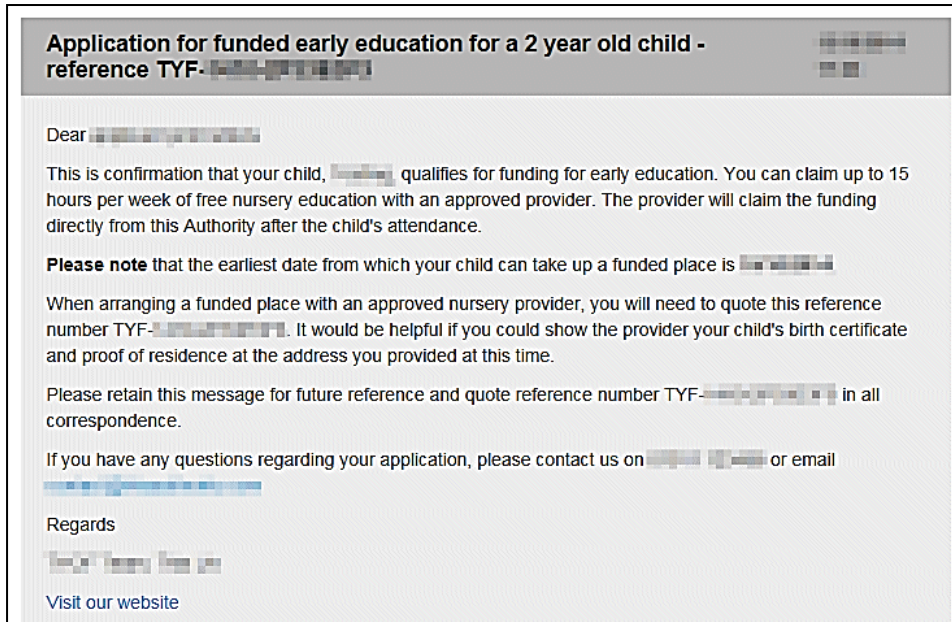 Application for funded early education for a 2 year old child -
reference TYF-
Dear
This is confirmation that your child, qualifies for funding for early education. You can claim up to 15
hours per week of free nursery education with an approved provider. The provider will claim the funding
directly from this Authority after the child's attendance.
Please note that the earliest date from which your child can take up a funded place is
When arranging a funded place with an approved nursery provider, you will need to quote this reference
number TYF- . It would be helpful if you could show the provider your child's birth certificate
and proof of residence at the address you provided at this time.
Please retain this message for future reference and quote reference number TYF- in all
correspondence.
If you have any questions regarding your application, please contact us on or email
Regards
Visit our website